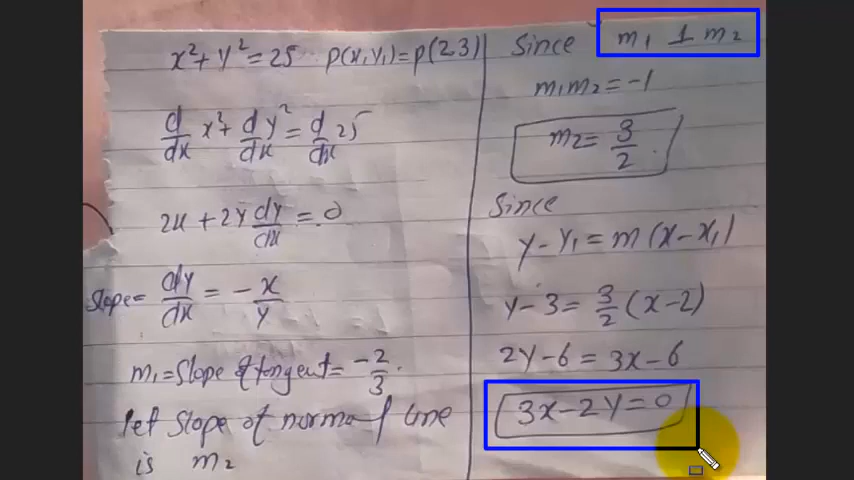 x²+y²=25 P(x,y₁)=P(2,3)
d/dx x²+ d/dx y² = d/dx 25
2x + 2y dy/dx = 0
Slope = dy/dx = -x/y
m₁=Slope of tangent= -2/3.
let Slope of normal line
is m₂
Since m₁ ⊥ m₂
m₁m₂=-1
m₂= 3/2.
Since
y-y₁=m(x-x₁)
y-3= 3/2 (x-2)
2y-6=3x-6
3x-2y=0